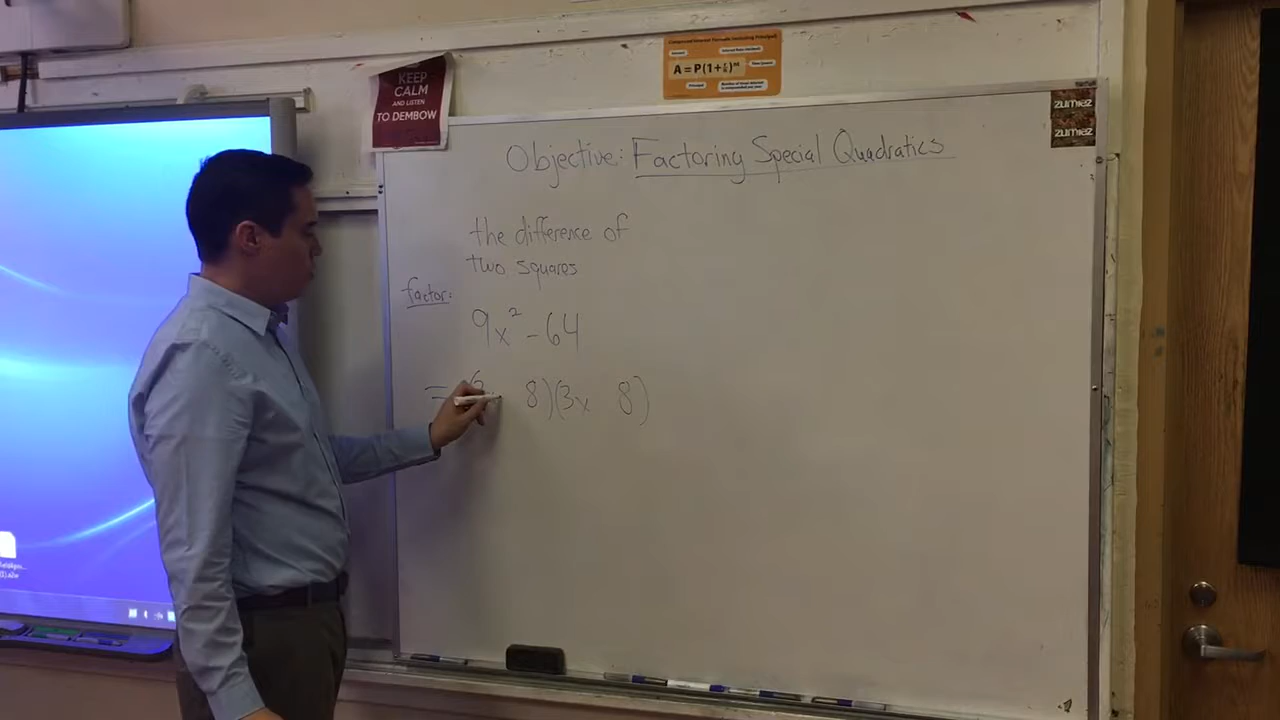 KEEP
CALM
AND LISTEN
TO DEMBOW
A = P(1 + r/n)^nt
zumiez
zumiez
Objective: Factoring Special Quadratics
the difference of
two squares
factor:
9x² - 64
= 8)(3x 8)